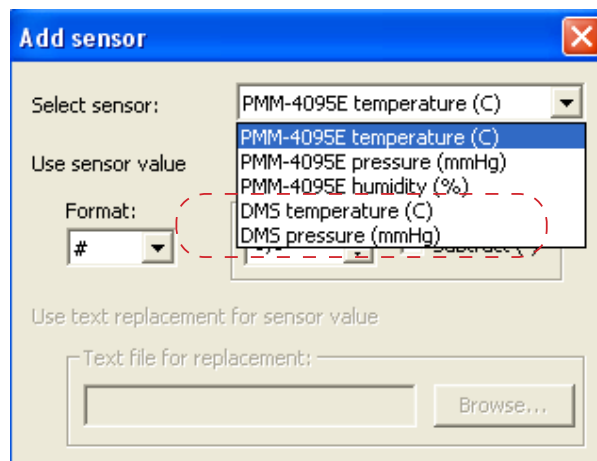 Add sensor
Select sensor:
PMM-4095E temperature (C)
PMM-4095E temperature (C)
PMM-4095E pressure (mmHg)
Use sensor value
PMM-4095E humidity (%)
Format:
DMS temperature (C)
DMS pressure (mmHg)
#
Use text replacement for sensor value
Text file for replacement:
Browse...